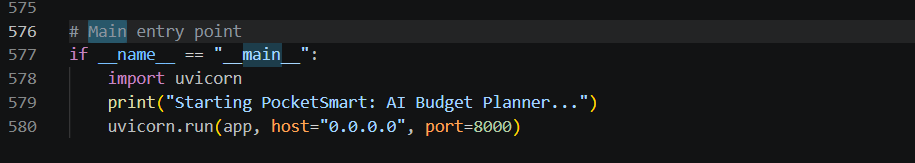 575
576 # Main entry point
577 if __name__ == "__main__":
578     import uvicorn
579     print("Starting PocketSmart: AI Budget Planner...")
580     uvicorn.run(app, host="0.0.0.0", port=8000)